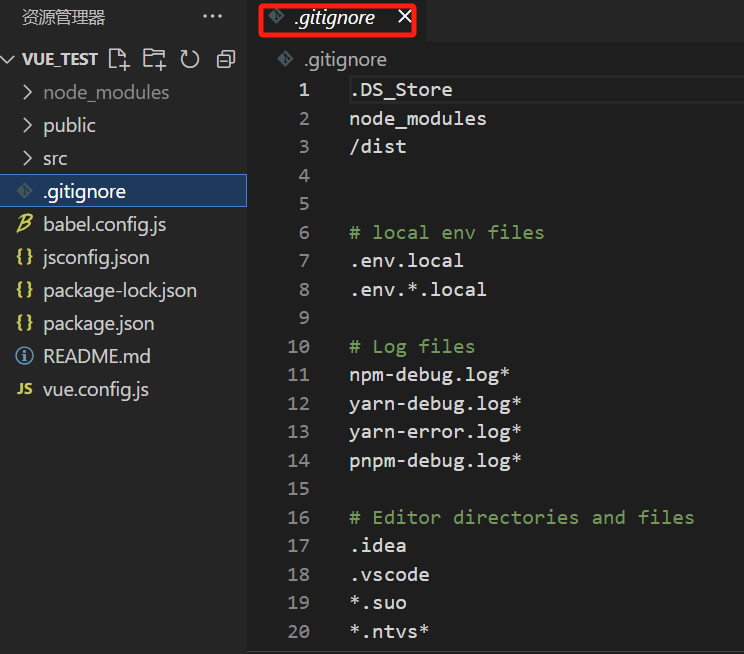 资源管理器 ···
VUE_TEST
node_modules
public
src
.gitignore
babel.config.js
jsconfig.json
package-lock.json
package.json
README.md
JS vue.config.js
.gitignore
.gitignore
1 .DS_Store
2 node_modules
3 /dist
4
5
6 # local env files
7 .env.local
8 .env.*.local
9
10 # Log files
11 npm-debug.log*
12 yarn-debug.log*
13 yarn-error.log*
14 pnpm-debug.log*
15
16 # Editor directories and files
17 .idea
18 .vscode
19 *.suo
20 *.ntvs*